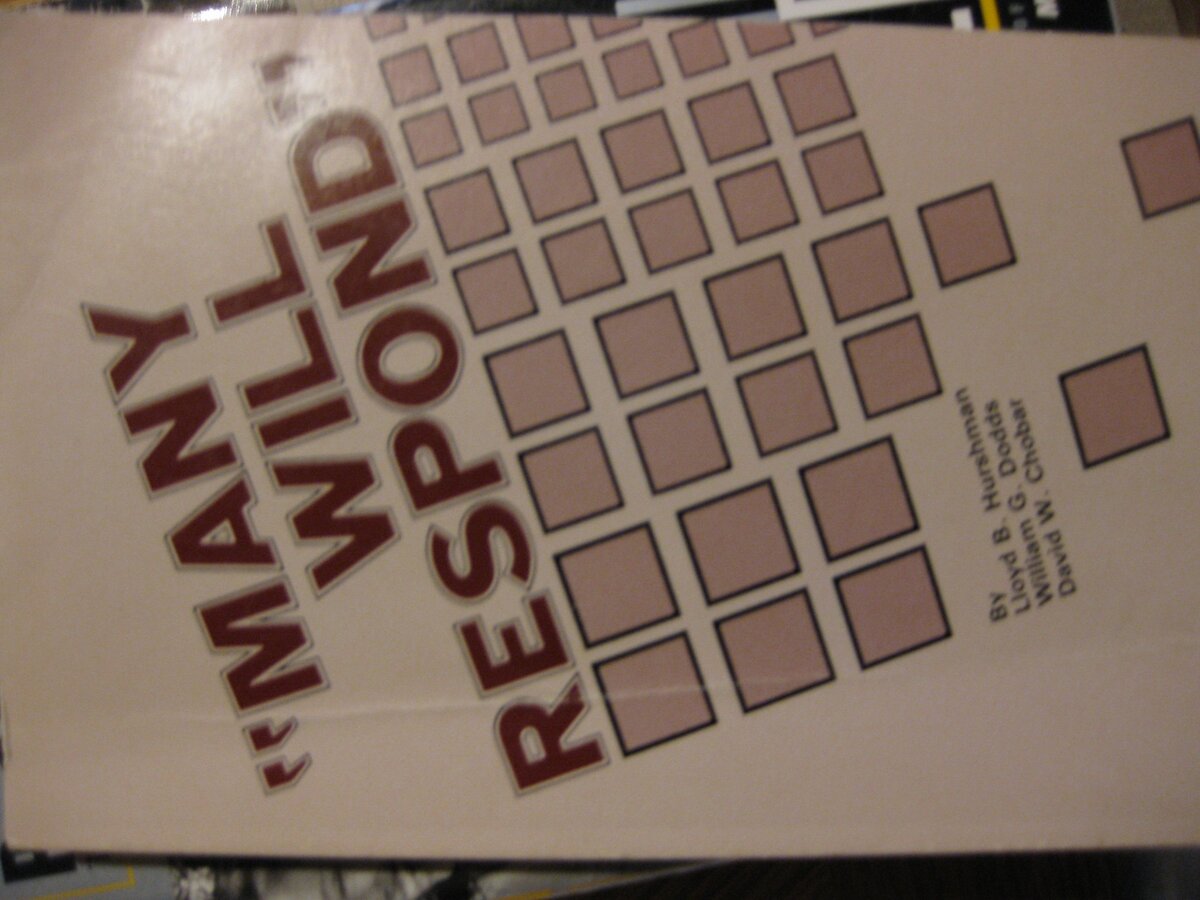 "MANY
WILL
RESPOND"
By
Lloyd B. Hurshman
William G. Dodds
David W. Chobar